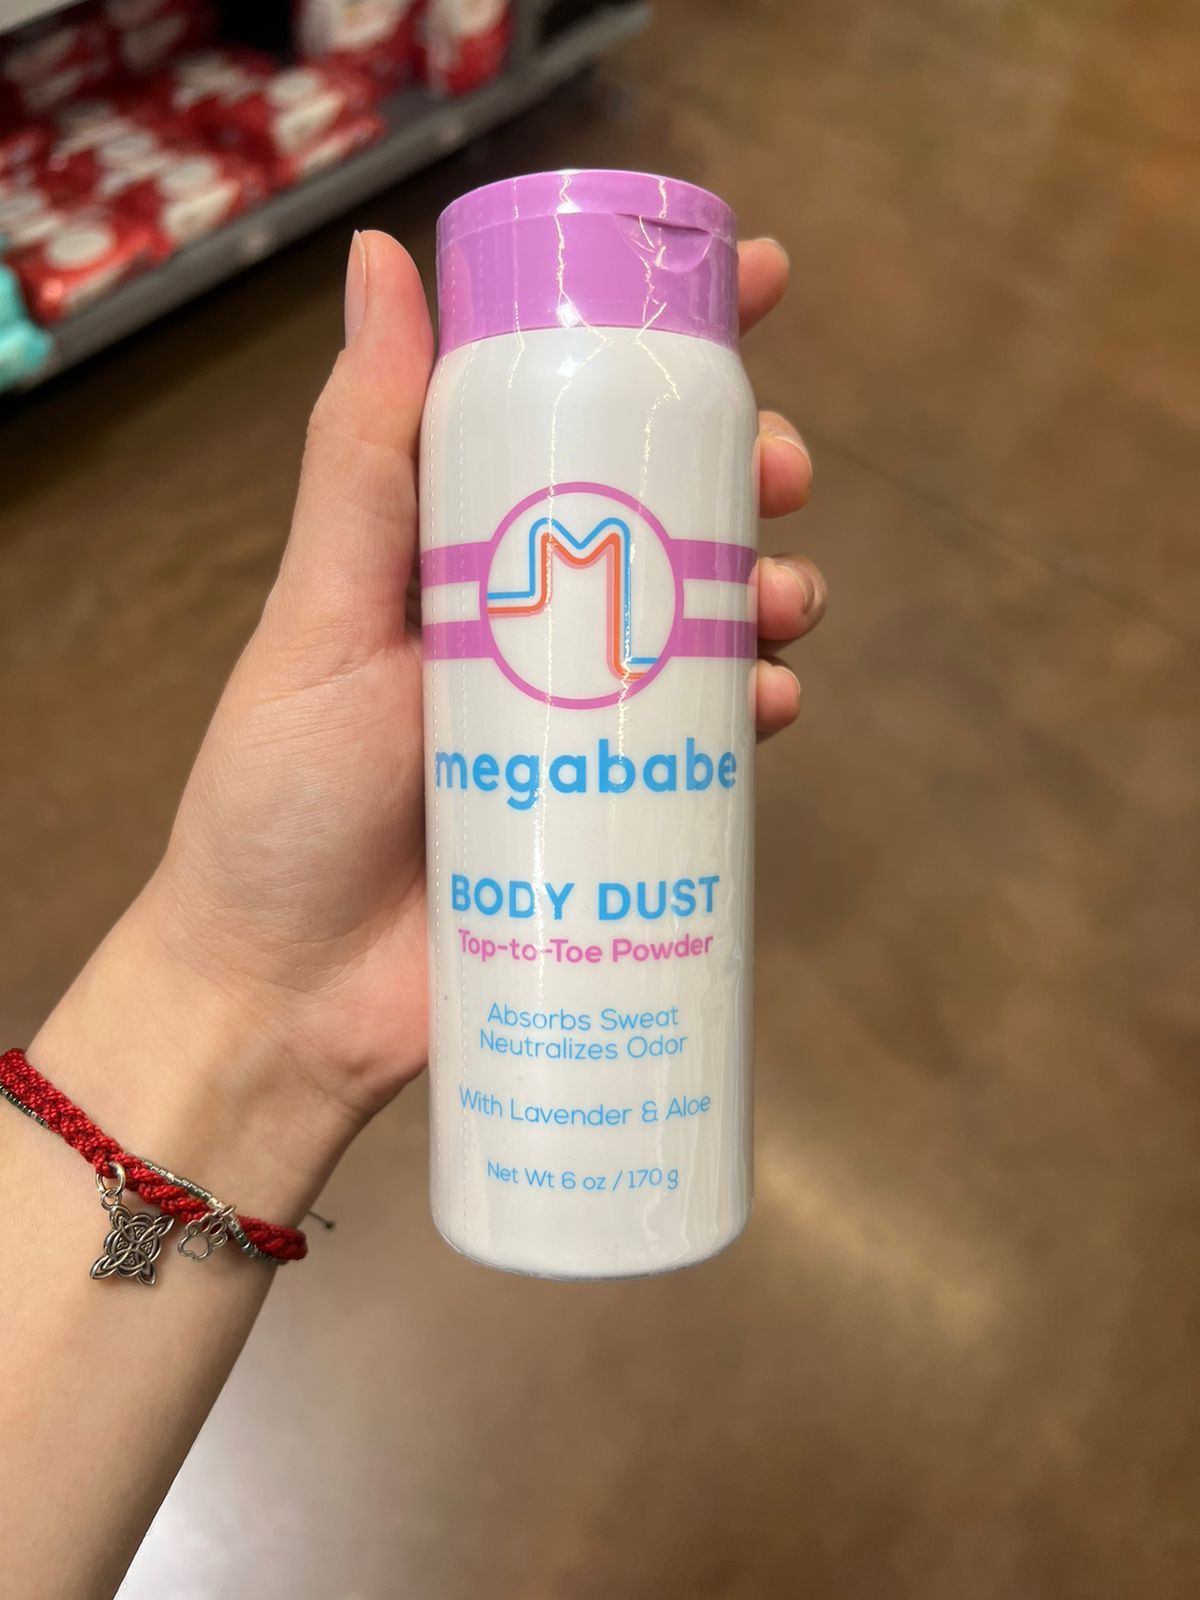 megababe
BODY DUST
Top-to-Toe Powder
Absorbs Sweat
Neutralizes Odor
With Lavender & Aloe
Net Wt 6 oz / 170 g